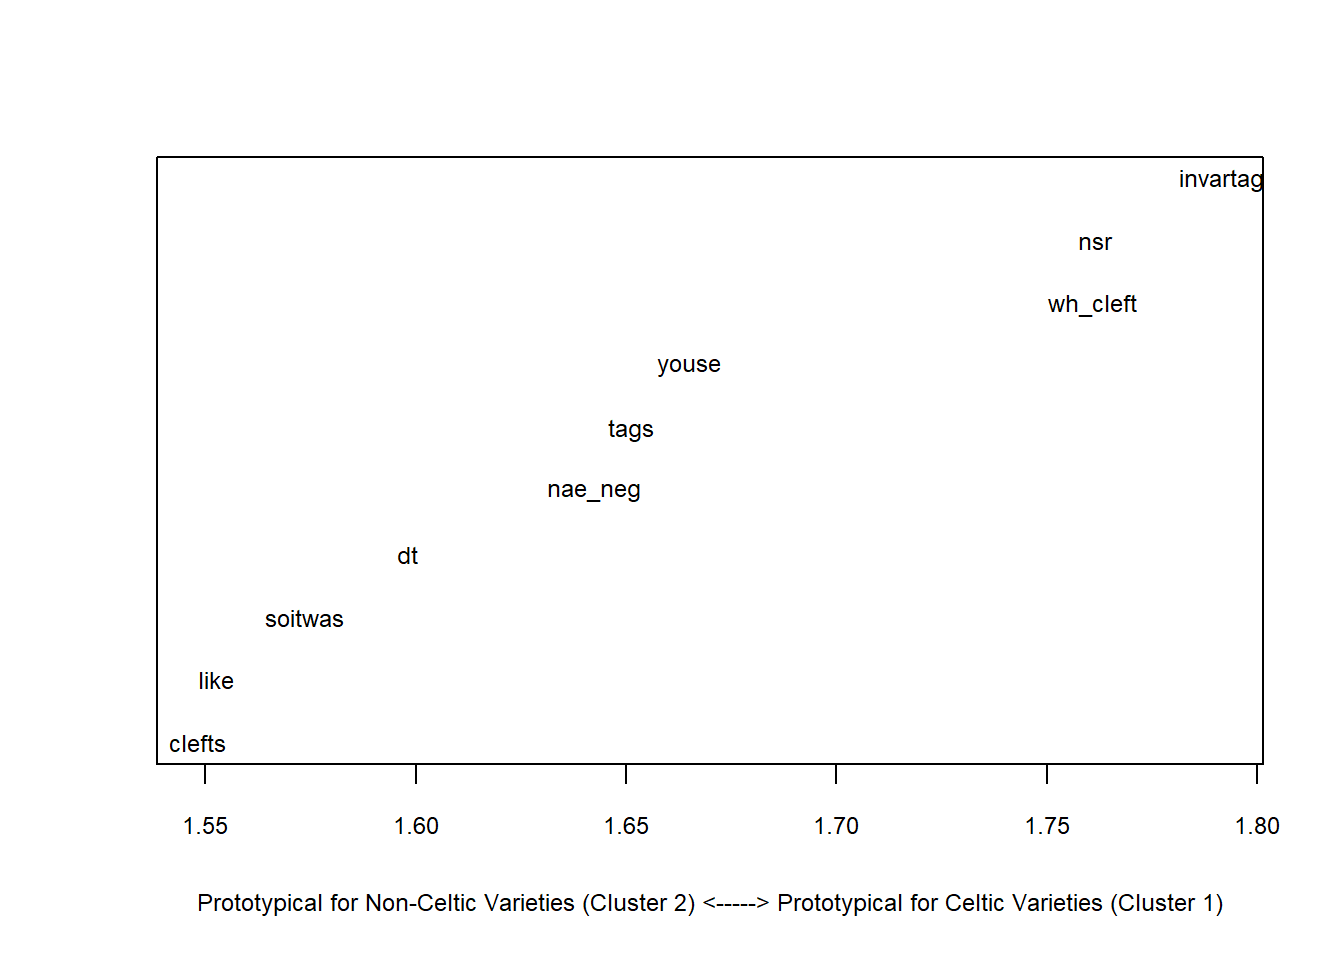 invartag
nsr
wh_cleft
youse
tags
nae_neg
dt
soitwas
like
clefts
1.55 1.60 1.65 1.70 1.75 1.80
Prototypical for Non-Celtic Varieties (Cluster 2) <-----> Prototypical for Celtic Varieties (Cluster 1)